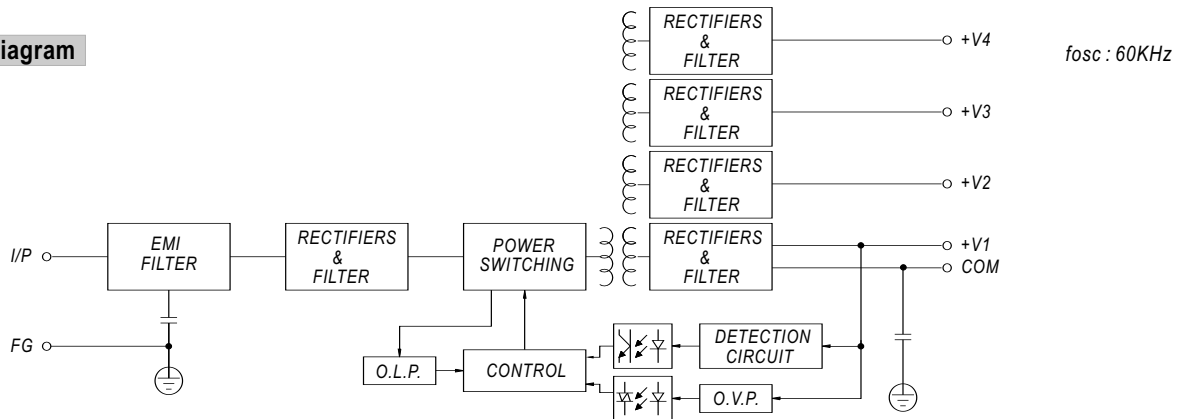 iagram
RECTIFIERS
&
FILTER
+V4
fosc : 60KHz
RECTIFIERS
&
FILTER
+V3
RECTIFIERS
&
FILTER
+V2
I/P
EMI
FILTER
RECTIFIERS
&
FILTER
POWER
SWITCHING
RECTIFIERS
&
FILTER
+V1
COM
FG
O.L.P.
CONTROL
DETECTION
CIRCUIT
O.V.P.